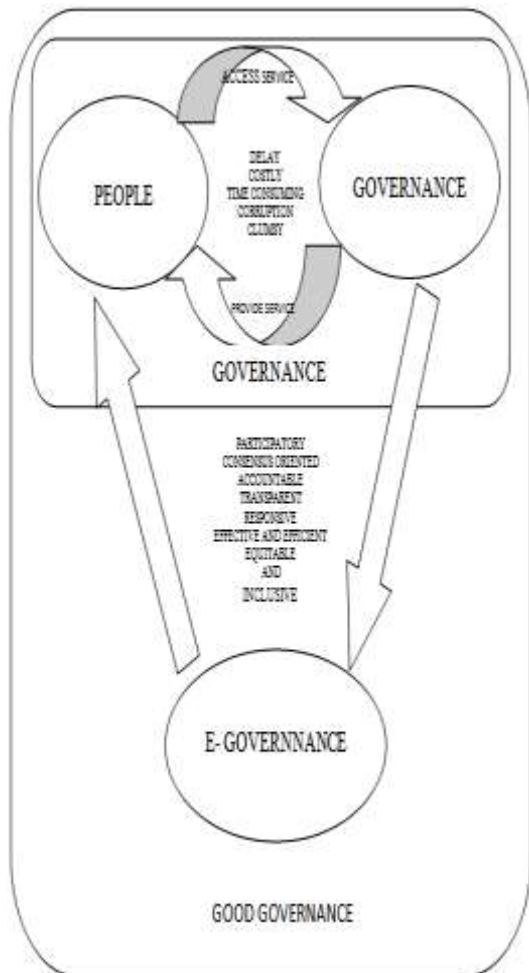 ACCESS SERVICE
PEOPLE
DELAY
COSTLY
TIME CONSUMING
CORRUPTION
CLUMBY
GOVERNANCE
PROVIDE SERVICE
GOVERNANCE
PARTICIPATORY
CONSENSUS ORIENTED
ACCOUNTABLE
TRANSPARENT
RESPONSIVE
EFFECTIVE AND EFFICIENT
EQUITABLE
AND
INCLUSIVE
E- GOVERNNANCE
GOOD GOVERNANCE